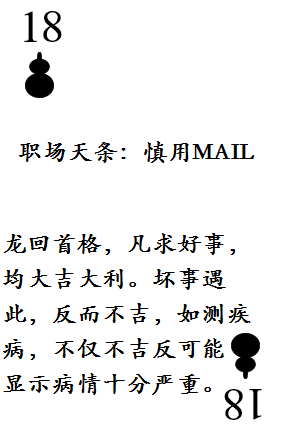 18
职场天条：慎用MAIL
龙回首格，凡求好事，
均大吉大利。坏事遇
此，反而不吉，如测疾
病，不仅不吉反可能
显示病情十分严重。
18